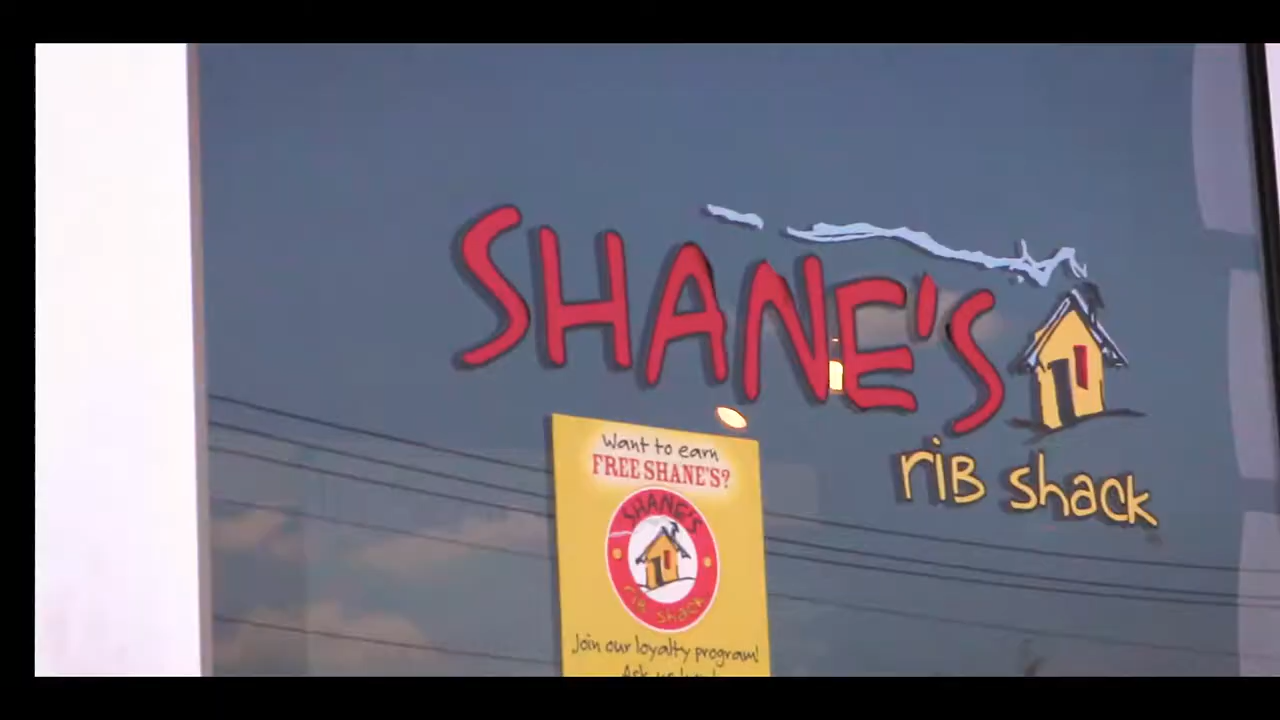 SHANE'S
rib shack
Want to earn
FREE SHANE'S?
SHANE'S
rib shack
Join our loyalty program!